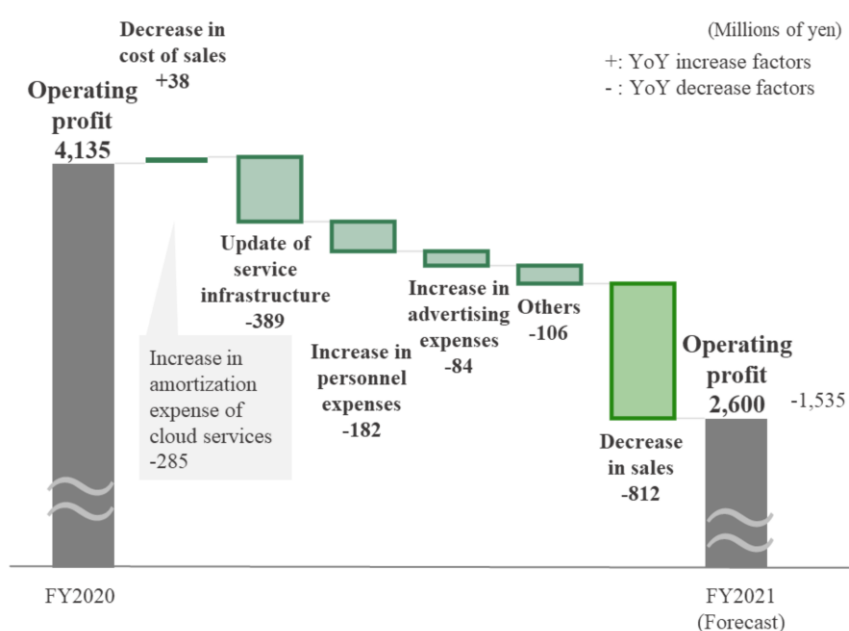 (Millions of yen)
+: YoY increase factors
- : YoY decrease factors
Decrease in
cost of sales
+38
Operating
profit
4,135
Update of
service
infrastructure
-389
Increase in
amortization
expense of
cloud services
-285
Increase in
personnel
expenses
-182
Increase in
advertising
expenses
-84
Others
-106
Decrease
in sales
-812
Operating
profit
2,600
-1,535
FY2020
FY2021
(Forecast)